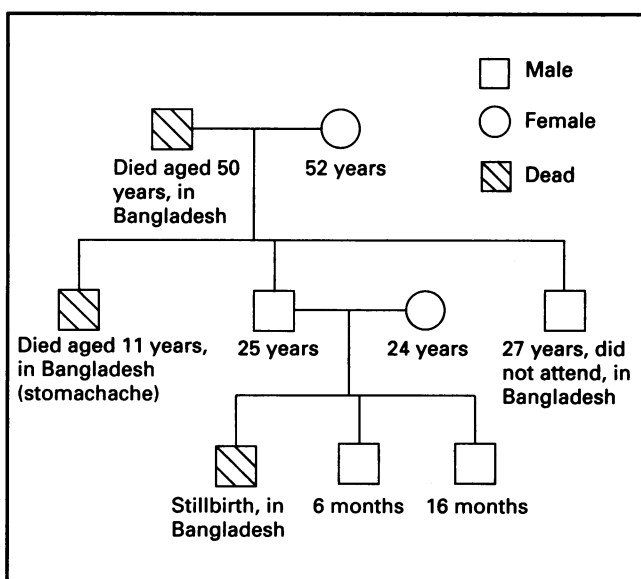 Male
Female
Dead
Died aged 50
years, in
Bangladesh
52 years
Died aged 11 years,
in Bangladesh
(stomachache)
25 years
24 years
27 years, did
not attend, in
Bangladesh
Stillbirth, in
Bangladesh
6 months
16 months